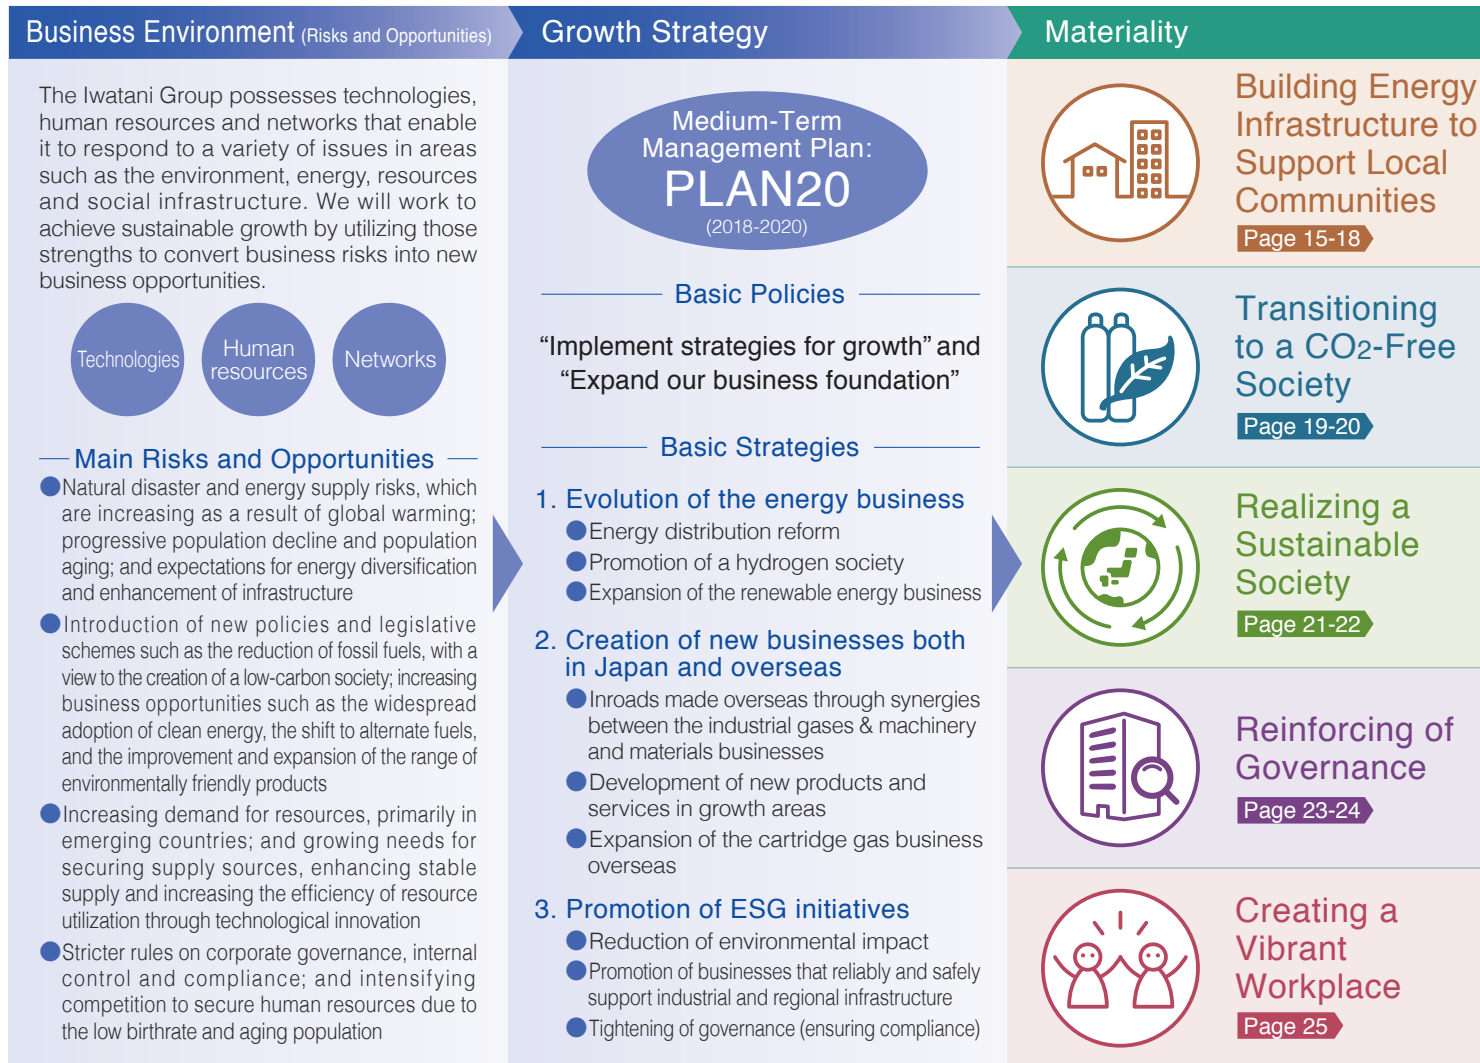 Business Environment (Risks and Opportunities)
The Iwatani Group possesses technologies,
human resources and networks that enable
it to respond to a variety of issues in areas
such as the environment, energy, resources
and social infrastructure. We will work to
achieve sustainable growth by utilizing those
strengths to convert business risks into new
business opportunities.
Technologies
Human
resources
Networks
Main Risks and Opportunities
●Natural disaster and energy supply risks, which
are increasing as a result of global warming;
progressive population decline and population
aging; and expectations for energy diversification
and enhancement of infrastructure
●Introduction of new policies and legislative
schemes such as the reduction of fossil fuels, with a
view to the creation of a low-carbon society; increasing
business opportunities such as the widespread
adoption of clean energy, the shift to alternate fuels,
and the improvement and expansion of the range of
environmentally friendly products
●Increasing demand for resources, primarily in
emerging countries; and growing needs for
securing supply sources, enhancing stable
supply and increasing the efficiency of resource
utilization through technological innovation
●Stricter rules on corporate governance, internal
control and compliance; and intensifying
competition to secure human resources due to
the low birthrate and aging population
Growth Strategy
Medium-Term
Management Plan:
PLAN20
(2018-2020)
Basic Policies
“Implement strategies for growth” and
“Expand our business foundation”
Basic Strategies
1. Evolution of the energy business
●Energy distribution reform
●Promotion of a hydrogen society
●Expansion of the renewable energy business
2. Creation of new businesses both
in Japan and overseas
●Inroads made overseas through synergies
between the industrial gases & machinery
and materials businesses
●Development of new products and
services in growth areas
●Expansion of the cartridge gas business
overseas
3. Promotion of ESG initiatives
●Reduction of environmental impact
●Promotion of businesses that reliably and safely
support industrial and regional infrastructure
●Tightening of governance (ensuring compliance)
Materiality
Building Energy
Infrastructure to
Support Local
Communities
Page 15-18
Transitioning
to a CO2-Free
Society
Page 19-20
Realizing a
Sustainable
Society
Page 21-22
Reinforcing of
Governance
Page 23-24
Creating a
Vibrant
Workplace
Page 25